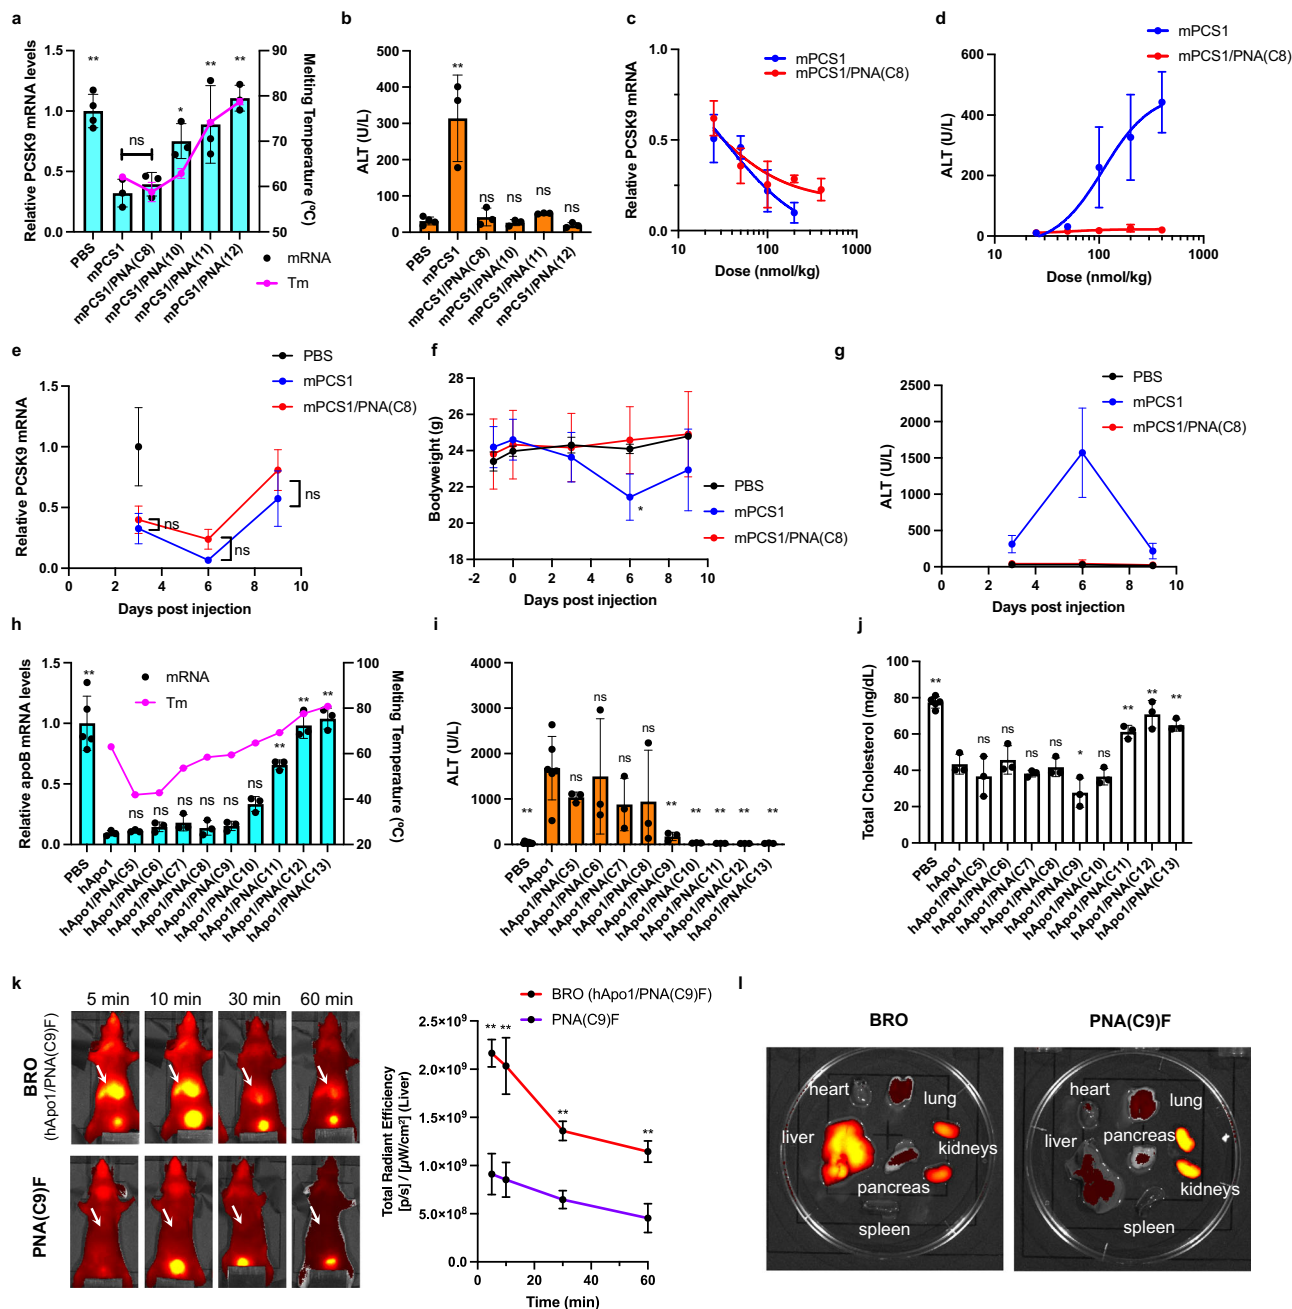 a
Relative PCSK9 mRNA levels
1.5
1.0
0.5
0.0
90
80
70
60
50
Melting Temperature (ºC)
**
ns
*
**
**
PBS
mPCS1
mPCS1/PNA(C8)
mPCS1/PNA(10)
mPCS1/PNA(11)
mPCS1/PNA(12)
mRNA
Tm
b
ALT (U/L)
500
400
300
200
100
0
**
ns
ns
ns
ns
PBS
mPCS1
mPCS1/PNA(C8)
mPCS1/PNA(10)
mPCS1/PNA(11)
mPCS1/PNA(12)
c
Relative PCSK9 mRNA
1.0
0.5
0.0
10
100
1000
Dose (nmol/kg)
mPCS1
mPCS1/PNA(C8)
d
ALT (U/L)
600
400
200
0
10
100
1000
Dose (nmol/kg)
mPCS1
mPCS1/PNA(C8)
e
Relative PCSK9 mRNA
1.5
1.0
0.5
0.0
0
2
4
6
8
10
Days post injection
PBS
mPCS1
mPCS1/PNA(C8)
ns
ns
ns
f
Bodyweight (g)
28
26
24
22
20
18
-2
0
2
4
6
8
10
Days post injection
*
PBS
mPCS1
mPCS1/PNA(C8)
g
ALT (U/L)
2500
2000
1500
1000
500
0
0
2
4
6
8
10
Days post injection
PBS
mPCS1
mPCS1/PNA(C8)
h
Relative apoB mRNA levels
1.5
1.0
0.5
0.0
100
80
60
40
20
Melting Temperature (ºC)
mRNA
Tm
**
ns
ns
ns
ns
ns
ns
**
**
**
PBS
hApo1
hApo1/PNA(C5)
hApo1/PNA(C6)
hApo1/PNA(C7)
hApo1/PNA(C8)
hApo1/PNA(C9)
hApo1/PNA(C10)
hApo1/PNA(C11)
hApo1/PNA(C12)
hApo1/PNA(C13)
i
ALT (U/L)
4000
3000
2000
1000
0
**
ns
ns
ns
ns
**
**
**
**
**
PBS
hApo1
hApo1/PNA(C5)
hApo1/PNA(C6)
hApo1/PNA(C7)
hApo1/PNA(C8)
hApo1/PNA(C9)
hApo1/PNA(C10)
hApo1/PNA(C11)
hApo1/PNA(C12)
hApo1/PNA(C13)
j
Total Cholesterol (mg/dL)
100
80
60
40
20
0
**
ns
ns
ns
ns
*
ns
**
**
**
PBS
hApo1
hApo1/PNA(C5)
hApo1/PNA(C6)
hApo1/PNA(C7)
hApo1/PNA(C8)
hApo1/PNA(C9)
hApo1/PNA(C10)
hApo1/PNA(C11)
hApo1/PNA(C12)
hApo1/PNA(C13)
k
5 min
10 min
30 min
60 min
BRO
(hApo1/PNA(C9)F)
PNA(C9)F
BRO (hApo1/PNA(C9)F)
PNA(C9)F
Total Radiant Efficiency
[p/s] / [µW/cm²] (Liver)
2.5×10⁹
2.0×10⁹
1.5×10⁹
1.0×10⁹
5.0×10⁸
0.0
**
**
**
**
0
20
40
60
Time (min)
l
BRO
heart
lung
liver
kidneys
pancreas
spleen
PNA(C9)F
heart
lung
liver
pancreas
kidneys
spleen